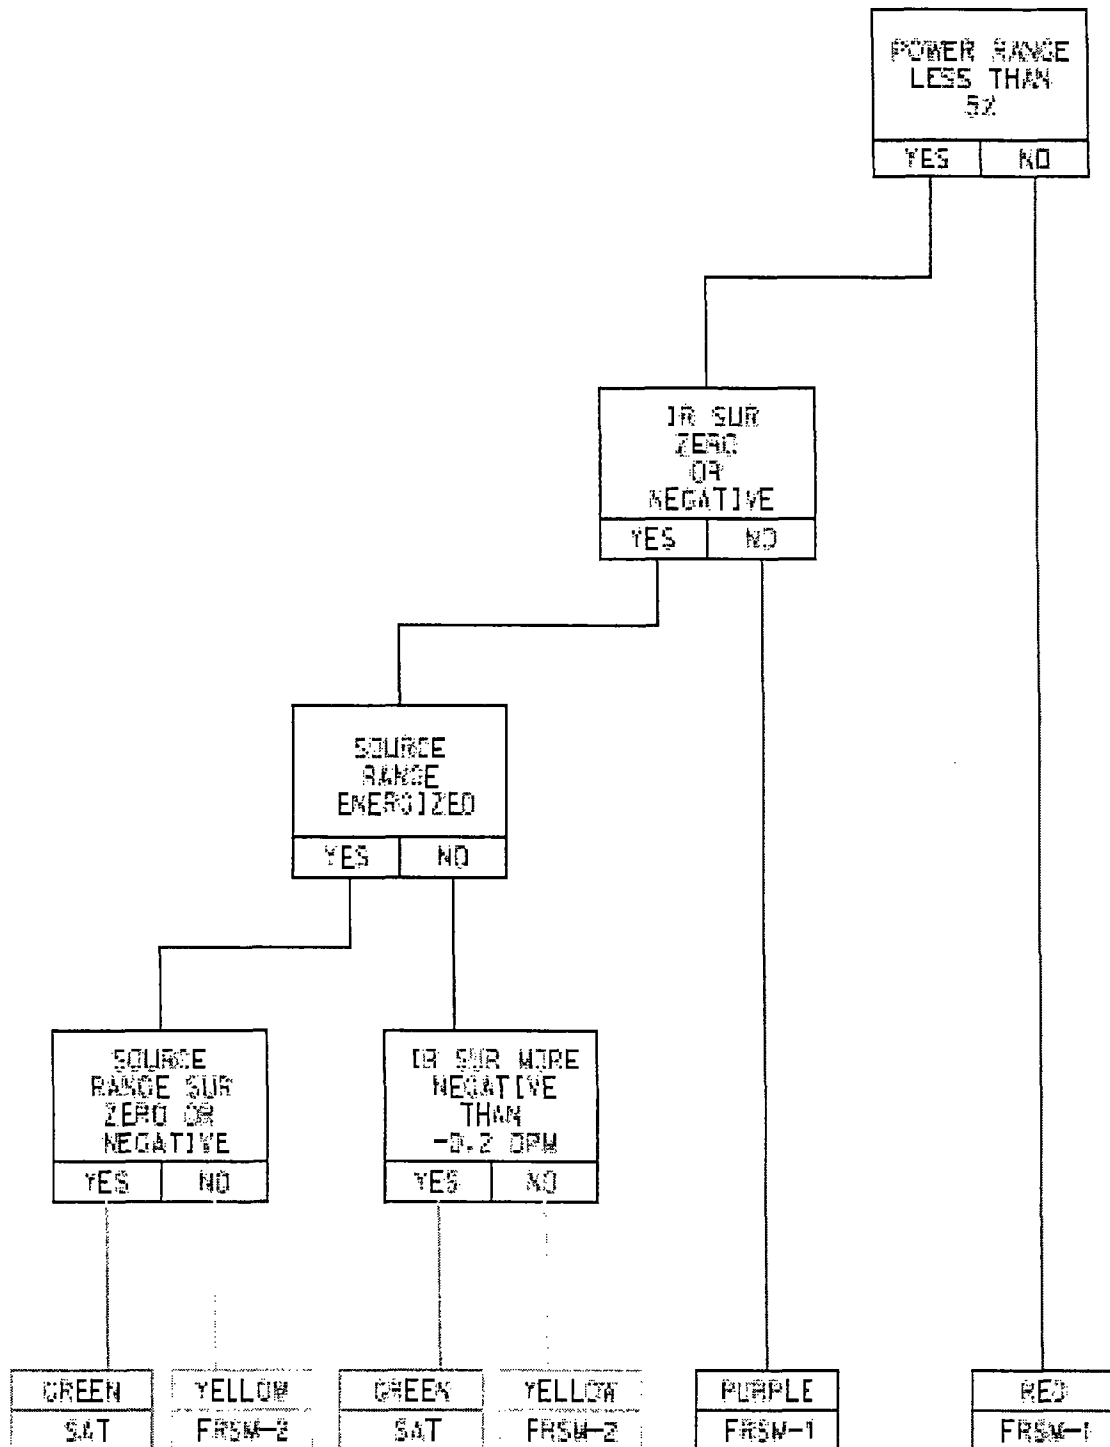 POWER RANGE
LESS THAN
5%
YES NO
IR SUR
ZERO
OR
NEGATIVE
YES NO
SOURCE
RANGE
ENERGIZED
YES NO
SOURCE
RANGE SUR
ZERO OR
NEGATIVE
YES NO
IR SUR MORE
NEGATIVE
THAN
-0.2 DPM
YES NO
GREEN
SAT
YELLOW
FRSM-2
GREEN
SAT
YELLOW
FRSM-2
PURPLE
FRSM-1
RED
FRSM-1